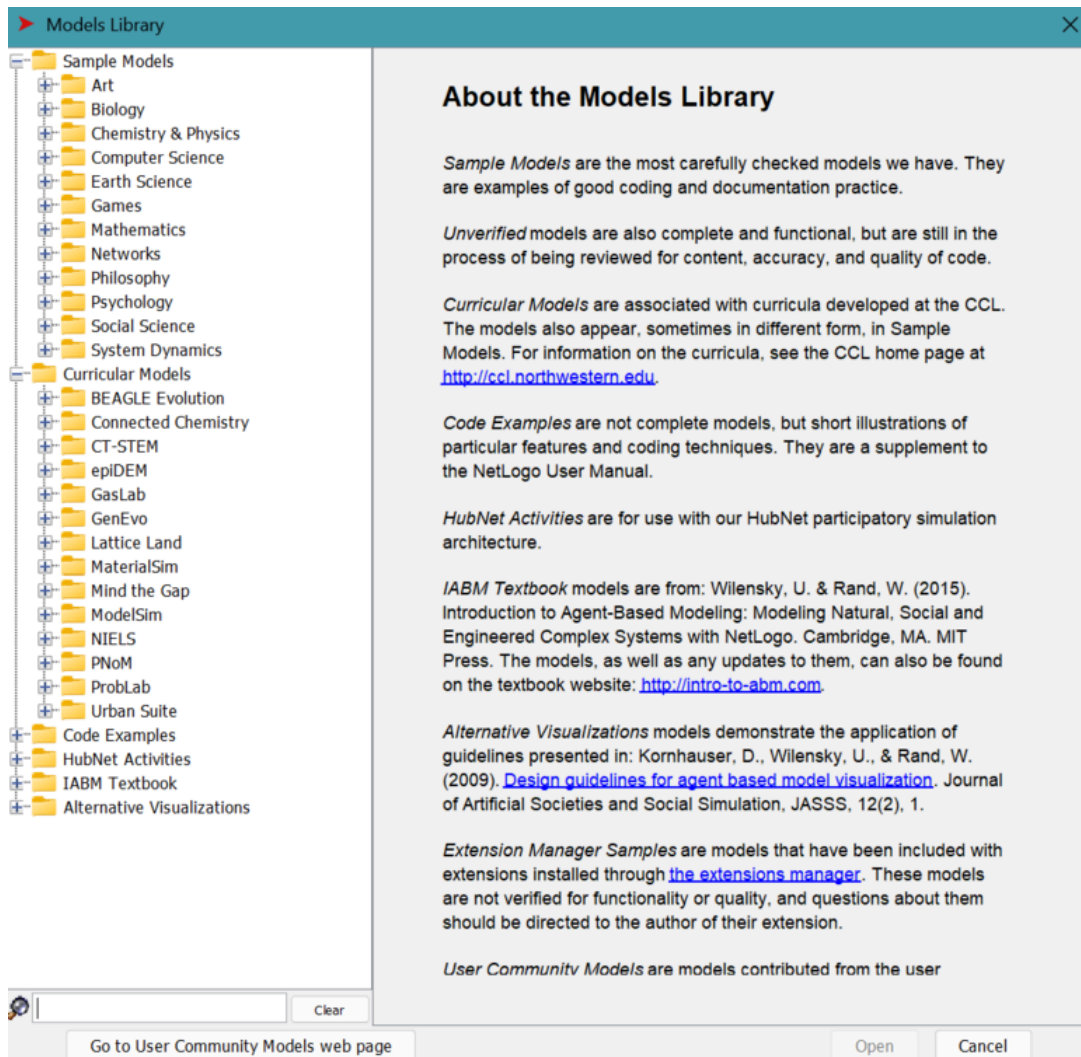 Models Library
Sample Models
Art
Biology
Chemistry & Physics
Computer Science
Earth Science
Games
Mathematics
Networks
Philosophy
Psychology
Social Science
System Dynamics
Curricular Models
BEAGLE Evolution
Connected Chemistry
CT-STEM
epiDEM
GasLab
GenEvo
Lattice Land
MaterialSim
Mind the Gap
ModelSim
NIELS
PNoM
ProbLab
Urban Suite
Code Examples
HubNet Activities
IABM Textbook
Alternative Visualizations
Clear
About the Models Library
Sample Models are the most carefully checked models we have. They
are examples of good coding and documentation practice.
Unverified models are also complete and functional, but are still in the
process of being reviewed for content, accuracy, and quality of code.
Curricular Models are associated with curricula developed at the CCL.
The models also appear, sometimes in different form, in Sample
Models. For information on the curricula, see the CCL home page at
http://ccl.northwestern.edu.
Code Examples are not complete models, but short illustrations of
particular features and coding techniques. They are a supplement to
the NetLogo User Manual.
HubNet Activities are for use with our HubNet participatory simulation
architecture.
IABM Textbook models are from: Wilensky, U. & Rand, W. (2015).
Introduction to Agent-Based Modeling: Modeling Natural, Social and
Engineered Complex Systems with NetLogo. Cambridge, MA. MIT
Press. The models, as well as any updates to them, can also be found
on the textbook website: http://intro-to-abm.com.
Alternative Visualizations models demonstrate the application of
guidelines presented in: Kornhauser, D., Wilensky, U., & Rand, W.
(2009). Design guidelines for agent based model visualization. Journal
of Artificial Societies and Social Simulation, JASSS, 12(2), 1.
Extension Manager Samples are models that have been included with
extensions installed through the extensions manager. These models
are not verified for functionality or quality, and questions about them
should be directed to the author of their extension.
User Community Models are models contributed from the user
Go to User Community Models web page
Open
Cancel